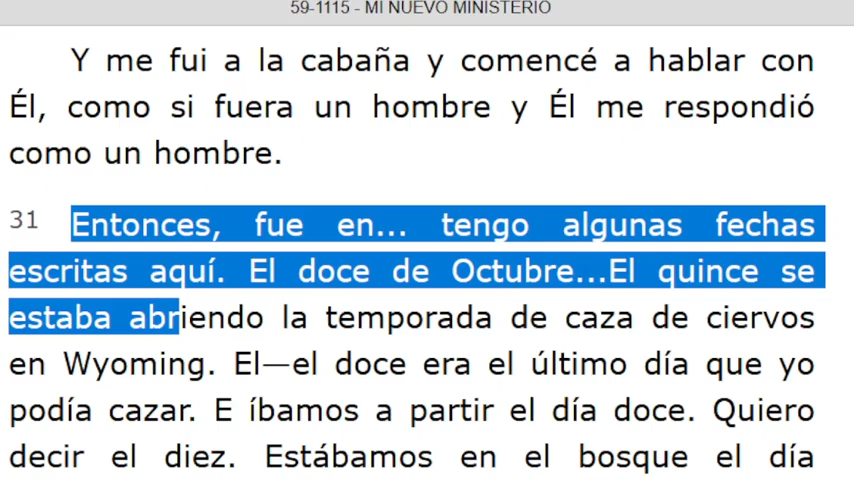 59-1115 - MI NUEVO MINISTERIO
Y me fui a la cabaña y comencé a hablar con
Él, como si fuera un hombre y Él me respondió
como un hombre.
31 Entonces, fue en... tengo algunas fechas
escritas aquí. El doce de Octubre...El quince se
estaba abriendo la temporada de caza de ciervos
en Wyoming. El—el doce era el último día que yo
podía cazar. E íbamos a partir el día doce. Quiero
decir el diez. Estábamos en el bosque el día